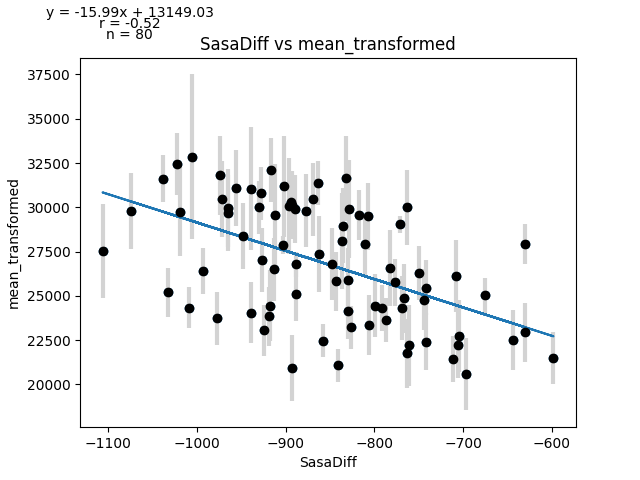 y = -15.99x + 13149.03
r = -0.52
n = 80
SasaDiff vs mean_transformed
37500
35000
32500
30000
27500
25000
22500
20000
mean_transformed
−1100
−1000
−900
−800
−700
−600
SasaDiff